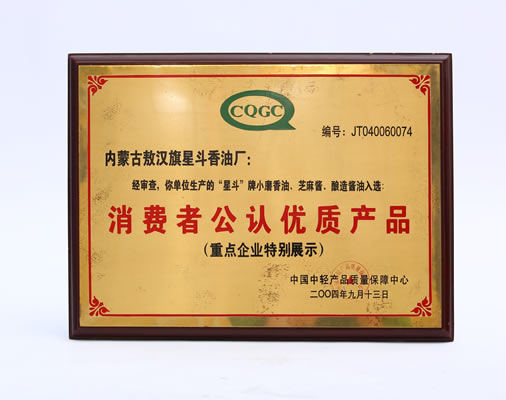 CQGC
编号：JT040060074
内蒙古敖汉旗星斗香油厂：
经审查，你单位生产的“星斗”牌小磨香油，芝麻酱，酿造酱油入选：
消费者公认优质产品
（重点企业特别展示）
中国中轻产品质量保障中心
二〇〇四年九月十三日